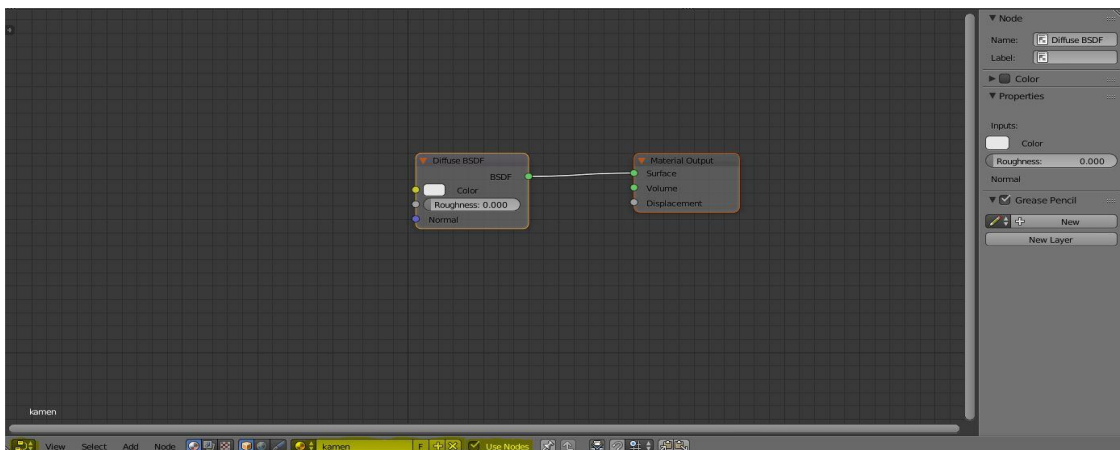 Node
Name: Diffuse BSDF
Label:
Color
Properties
Inputs:
Color
Roughness: 0.000
Normal
Grease Pencil
New
New Layer
Diffuse BSDF
BSDF
Color
Roughness: 0.000
Normal
Material Output
Surface
Volume
Displacement
kamen
View Select Add Node kamen F Use Nodes